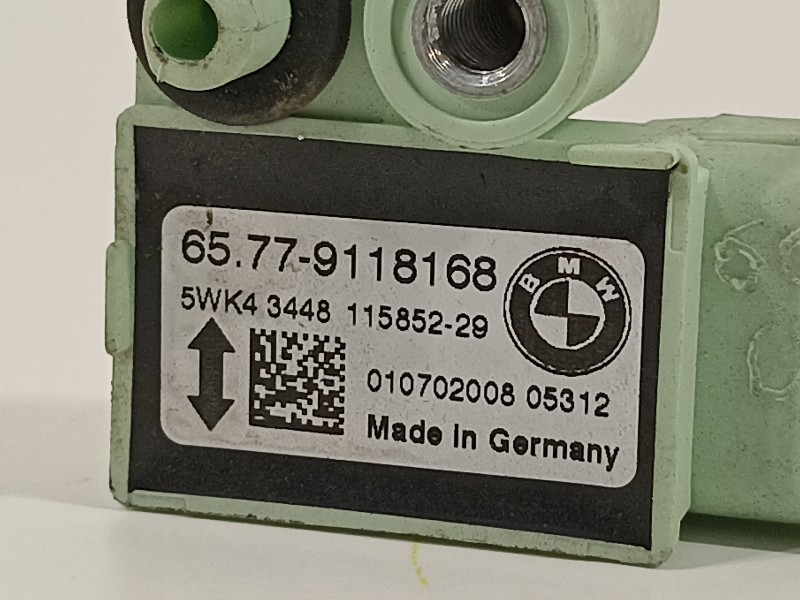 65.77-9118168
BMW
5WK4 3448 115852-29
010702008 05312
Made in Germany